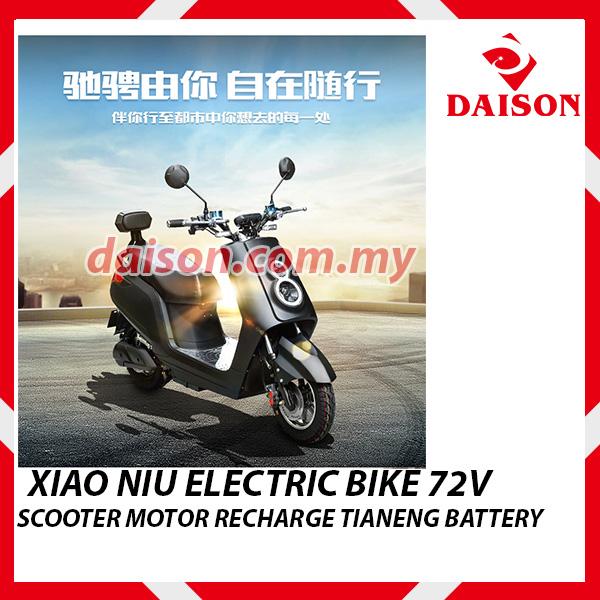 驰骋由你 自在随行
伴你行至都市中你想去的每一处
DAISON
daison.com.my
XIAO NIU ELECTRIC BIKE 72V
SCOOTER MOTOR RECHARGE TIANENG BATTERY